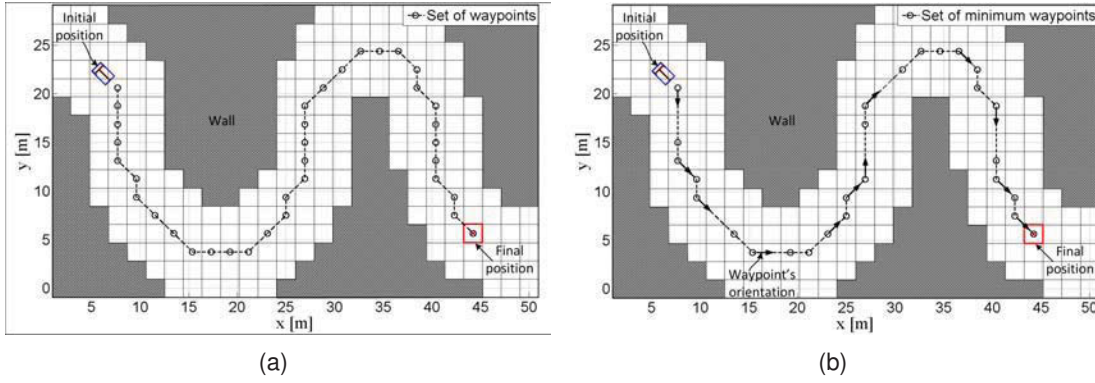 Initial
position
Set of waypoints
25
20
15
10
5
0
y [m]
Wall
Final
position
5 10 15 20 25 30 35 40 45 50
x [m]
(a)
Initial
position
Set of minimum waypoints
25
20
15
10
5
0
y [m]
Wall
Waypoint's
orientation
Final
position
5 10 15 20 25 30 35 40 45 50
x [m]
(b)